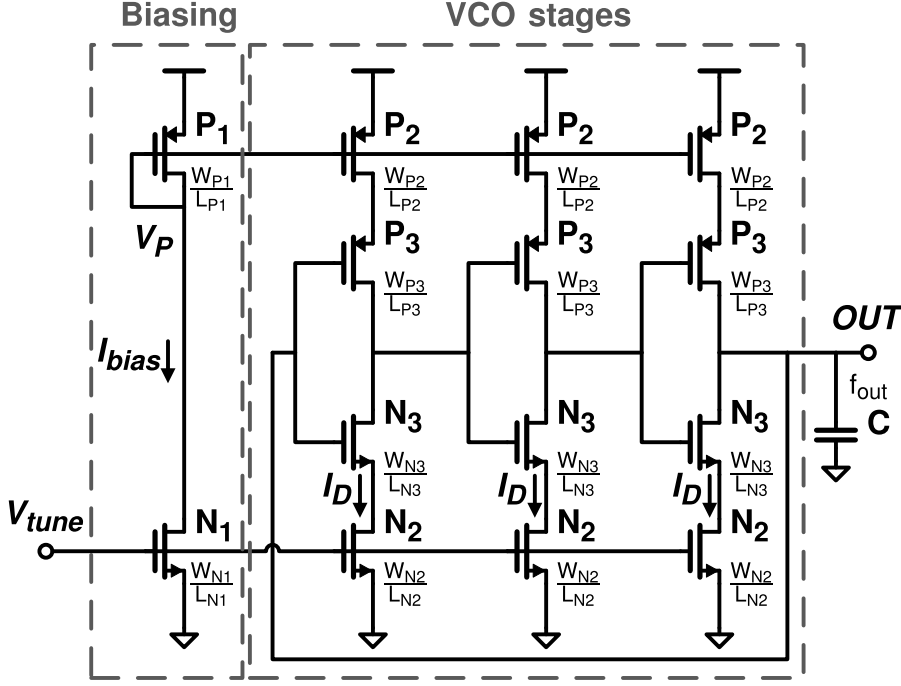 Biasing VCO stages
P1 P2 P2 P2
WP1/LP1 WP2/LP2 WP2/LP2 WP2/LP2
VP P3 P3 P3
WP3/LP3 WP3/LP3 WP3/LP3
OUT
Ibias
fout
C
N3 N3 N3
WN3/LN3 WN3/LN3 WN3/LN3
ID ID ID
Vtune N1 N2 N2 N2
WN1/LN1 WN2/LN2 WN2/LN2 WN2/LN2